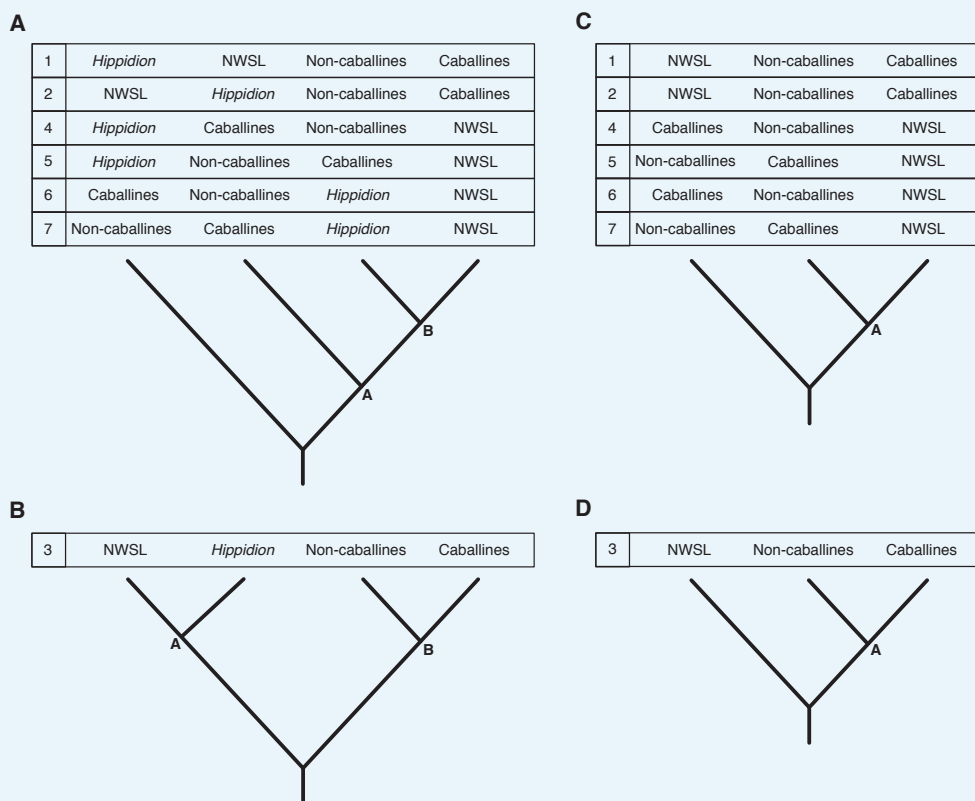 A
1 Hippidion NWSL Non-caballines Caballines
2 NWSL Hippidion Non-caballines Caballines
4 Hippidion Caballines Non-caballines NWSL
5 Hippidion Non-caballines Caballines NWSL
6 Caballines Non-caballines Hippidion NWSL
7 Non-caballines Caballines Hippidion NWSL
B
A
C
1 NWSL Non-caballines Caballines
2 NWSL Non-caballines Caballines
4 Caballines Non-caballines NWSL
5 Non-caballines Caballines NWSL
6 Caballines Non-caballines NWSL
7 Non-caballines Caballines NWSL
A
B
3 NWSL Hippidion Non-caballines Caballines
A
B
D
3 NWSL Non-caballines Caballines
A